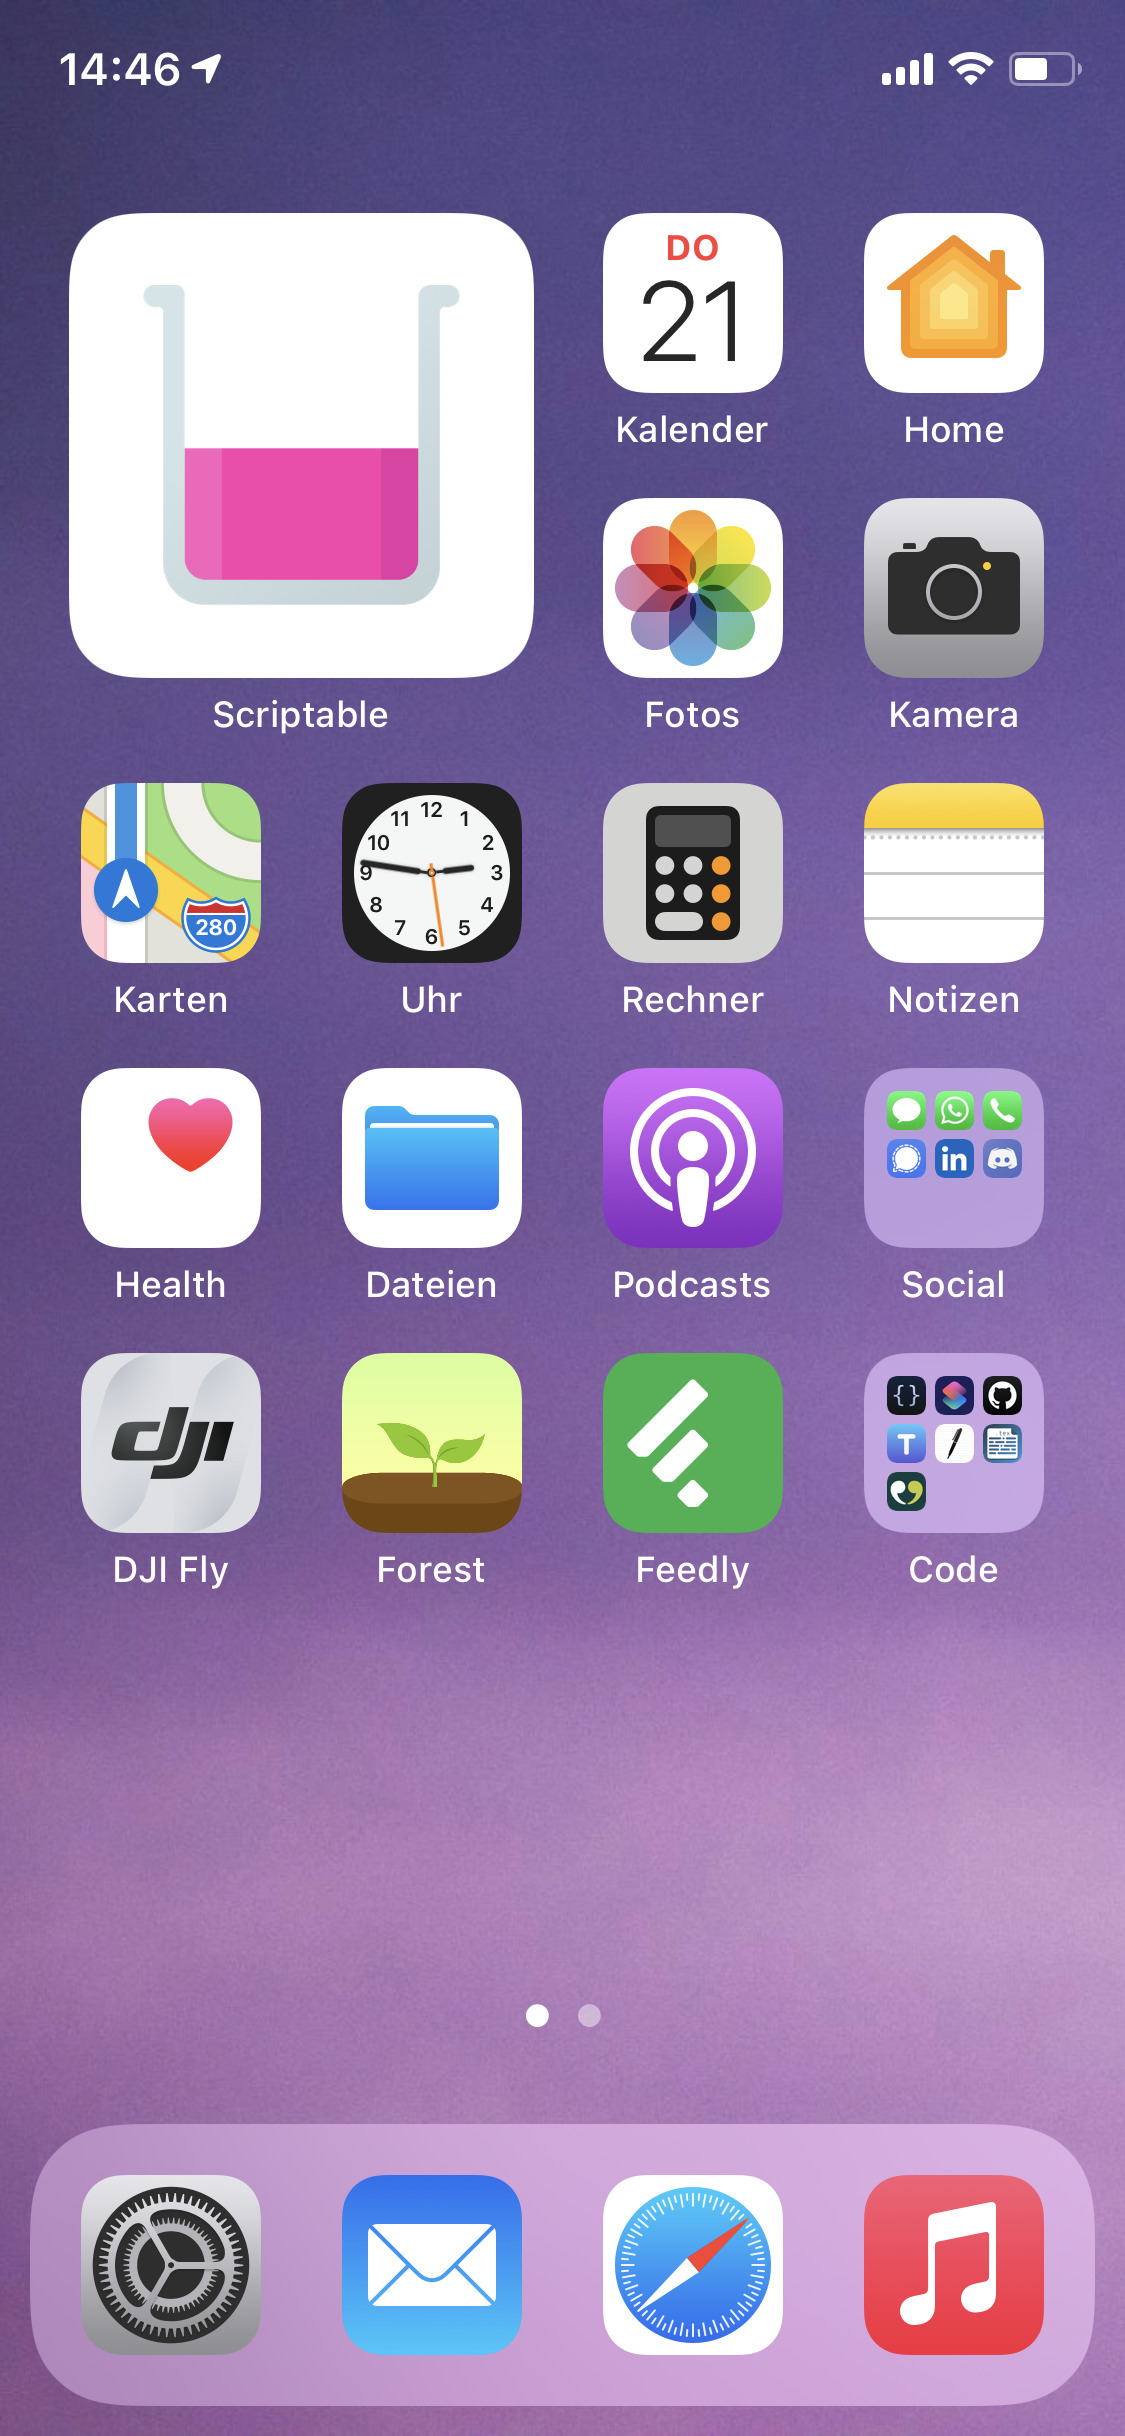 14:46
DO
21
Kalender
Home
Scriptable
Fotos
Kamera
280
12
11 1
10 2
9 3
8 4
7 5
6
Karten
Uhr
Rechner
Notizen
in
Health
Dateien
Podcasts
Social
dji
{}
T
.tex
DJI Fly
Forest
Feedly
Code